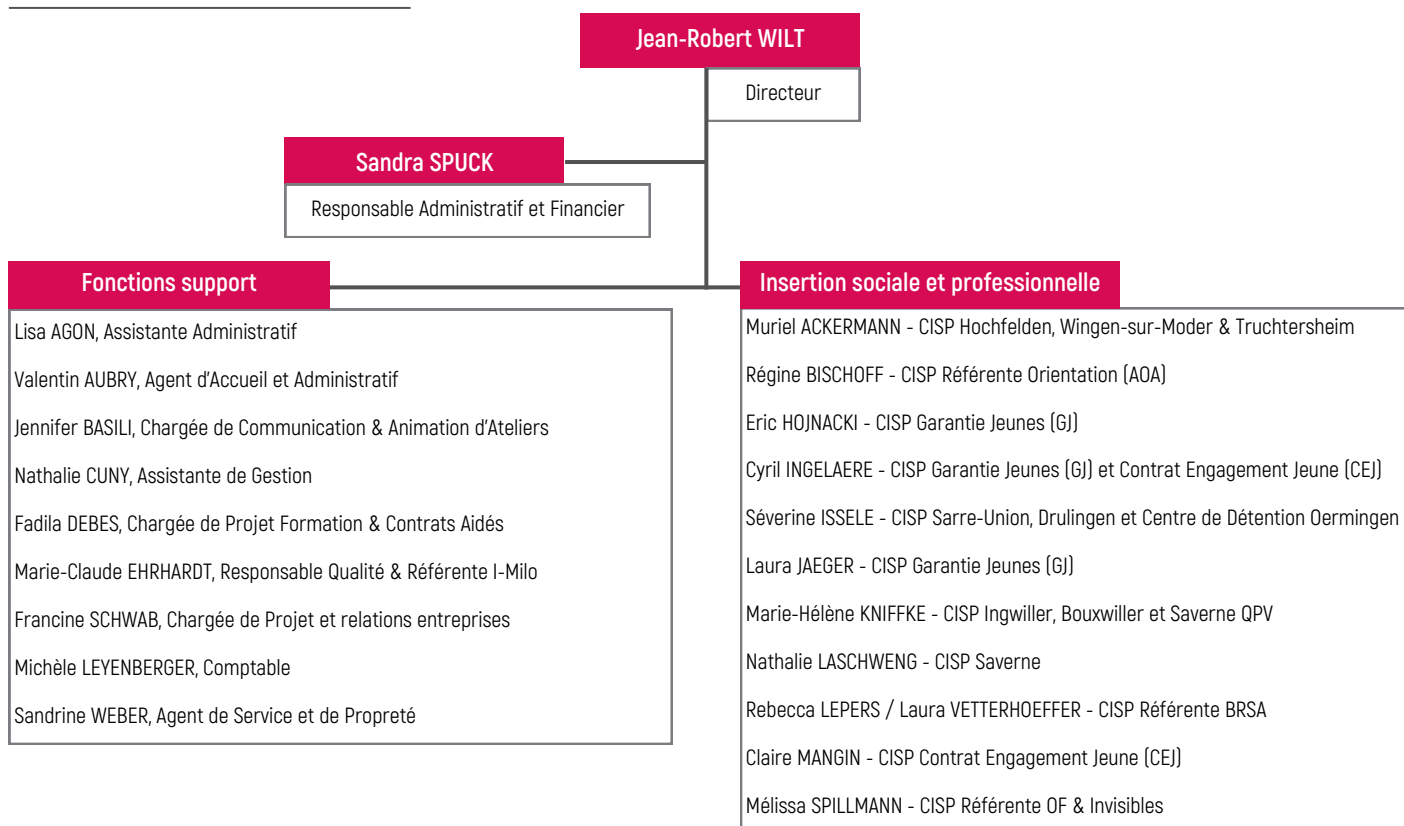 Jean-Robert WILT
Directeur
Sandra SPUCK
Responsable Administratif et Financier
Fonctions support
Lisa AGON, Assistante Administratif
Valentin AUBRY, Agent d'Accueil et Administratif
Jennifer BASILI, Chargée de Communication & Animation d'Ateliers
Nathalie CUNY, Assistante de Gestion
Fadila DEBES, Chargée de Projet Formation & Contrats Aidés
Marie-Claude EHRHARDT, Responsable Qualité & Référente I-Milo
Francine SCHWAB, Chargée de Projet et relations entreprises
Michèle LEYENBERGER, Comptable
Sandrine WEBER, Agent de Service et de Propreté
Insertion sociale et professionnelle
Muriel ACKERMANN - CISP Hochfelden, Wingen-sur-Moder & Truchtersheim
Régine BISCHOFF - CISP Référente Orientation (AOA)
Eric HOJNACKI - CISP Garantie Jeunes (GJ)
Cyril INGELAERE - CISP Garantie Jeunes (GJ) et Contrat Engagement Jeune (CEJ)
Séverine ISSELE - CISP Sarre-Union, Drulingen et Centre de Détention Oermingen
Laura JAEGER - CISP Garantie Jeunes (GJ)
Marie-Hélène KNIFFKE - CISP Ingwiller, Bouxwiller et Saverne QPV
Nathalie LASCHWENG - CISP Saverne
Rebecca LEPERS / Laura VETTERHOEFFER - CISP Référente BRSA
Claire MANGIN - CISP Contrat Engagement Jeune (CEJ)
Mélissa SPILLMANN - CISP Référente OF & Invisibles